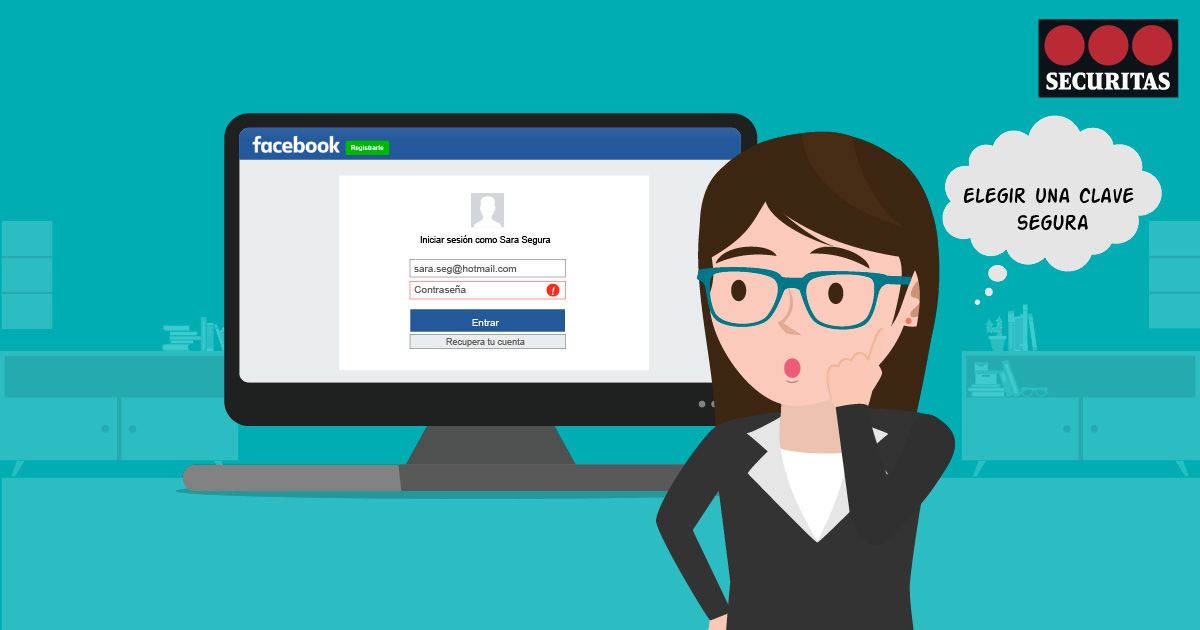 SECURITAS
facebook Registrarte
Iniciar sesión como Sara Segura
sara.seg@hotmail.com
Contraseña !
Entrar
Recupera tu cuenta
ELEGIR UNA CLAVE
SEGURA